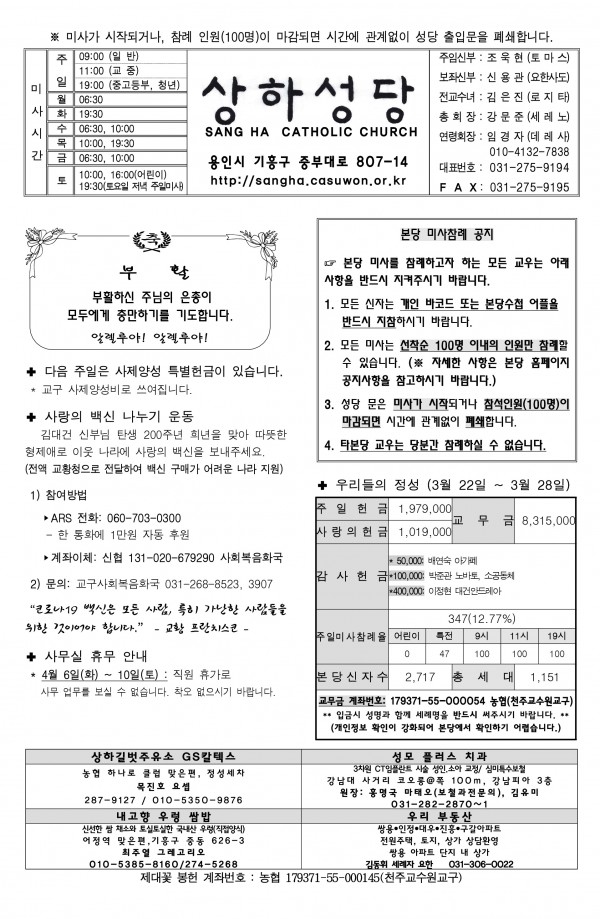 ※ 미사가 시작되거나, 참례 인원(100명)이 마감되면 시간에 관계없이 성당 출입문을 폐쇄합니다.
미사시간
주일
09:00 (일 반)
11:00 (교 중)
19:00 (중고등부, 청년)
월 06:30
화 19:30
수 06:30, 10:00
목 10:00, 19:30
금 06:30, 10:00
토 10:00, 16:00(어린이)
19:30(토요일 저녁 주일미사)
상하성당
SANG HA CATHOLIC CHURCH
용인시 기흥구 중부대로 807-14
http://sangha.casuwon.or.kr
주임신부 : 조 욱 현 (토 마 스)
보좌신부 : 신 용 관 (요한사도)
전교수녀 : 김 은 진 (로 지 타)
총 회 장 : 강 문 준 (세 레 노)
연령회장 : 임 경 자 (데 레 사)
010-4132-7838
대표번호 : 031-275-9194
F A X : 031-275-9195
축
부 활
부활하신 주님의 은총이
모두에게 충만하기를 기도합니다.
알렐루야! 알렐루야!
✚ 다음 주일은 사제양성 특별헌금이 있습니다.
* 교구 사제양성비로 쓰여집니다.
✚ 사랑의 백신 나누기 운동
김대건 신부님 탄생 200주년 희년을 맞아 따뜻한
형제애로 이웃 나라에 사랑의 백신을 보내주세요.
(전액 교황청으로 전달하여 백신 구매가 어려운 나라 지원)
1) 참여방법
▶ARS 전화: 060-703-0300
- 한 통화에 1만원 자동 후원
▶계좌이체: 신협 131-020-679290 사회복음화국
2) 문의: 교구사회복음화국 031-268-8523, 3907
“코로나19 백신은 모든 사람, 특히 가난한 사람들을
위한 것이어야 합니다.” - 교황 프란치스코 -
✚ 사무실 휴무 안내
* 4월 6일(화) ~ 10일(토) : 직원 휴가로
사무 업무를 보실 수 없습니다. 착오 없으시기 바랍니다.
본당 미사참례 공지
☞ 본당 미사를 참례하고자 하는 모든 교우는 아래
사항을 반드시 지켜주시기 바랍니다.
1. 모든 신자는 개인 바코드 또는 본당수첩 어플을
반드시 지참하시기 바랍니다.
2. 모든 미사는 선착순 100명 이내의 인원만 참례할
수 있습니다. (※ 자세한 사항은 본당 홈페이지
공지사항을 참고하시기 바랍니다.)
3. 성당 문은 미사가 시작되거나 참석인원(100명)이
마감되면 시간에 관계없이 폐쇄합니다.
4. 타본당 교우는 당분간 참례하실 수 없습니다.
✚ 우리들의 정성 (3월 22일 ~ 3월 28일)
주 일 헌 금 1,979,000 교 무 금 8,315,000
사 랑 의 헌 금 1,019,000
감 사 헌 금
* 50,000: 배연숙 아가페
*100,000: 박준관 노바토, 소공동체
*400,000: 이정현 대건안드레아
주일미사참례율 347(12.77%)
어린이 특전 9시 11시 19시
0 47 100 100 100
본 당 신 자 수 2,717 총 세 대 1,151
교무금 계좌번호: 179371-55-000054 농협(천주교수원교구)
** 입금시 성명과 함께 세례명을 반드시 써주시기 바랍니다. **
(개인정보 확인이 강화되어 본당에서 확인하기 어렵습니다.)
상하길벗주유소 GS칼텍스
농협 하나로 클럽 맞은편, 정성세차
목진호 요셉
287-9127 / 010-5350-9876
성모 플러스 치과
3차원 CT임플란트 시술 성인,소아 교정/ 심미특수보철
강남대 사거리 코오롱@쪽 100m, 강남피아 3층
원장: 홍명국 마태오(보철과전문의), 김유미
031-282-2870~1
내고향 우렁 쌈밥
신선한 쌈 채소와 토실토실한 국내산 우렁(직접양식)
어정역 맞은편,기흥구 중동 626-3
최주열 그레고리오
010-5385-8160/274-5268
우리 부동산
쌍용•인정•대우•진흥•구갈아파트
전원주택, 토지, 상가 상담환영
쌍용 아파트 단지 내 상가
김동휘 세례자 요한 031-306-0022
제대꽃 봉헌 계좌번호 : 농협 179371-55-000145(천주교수원교구)